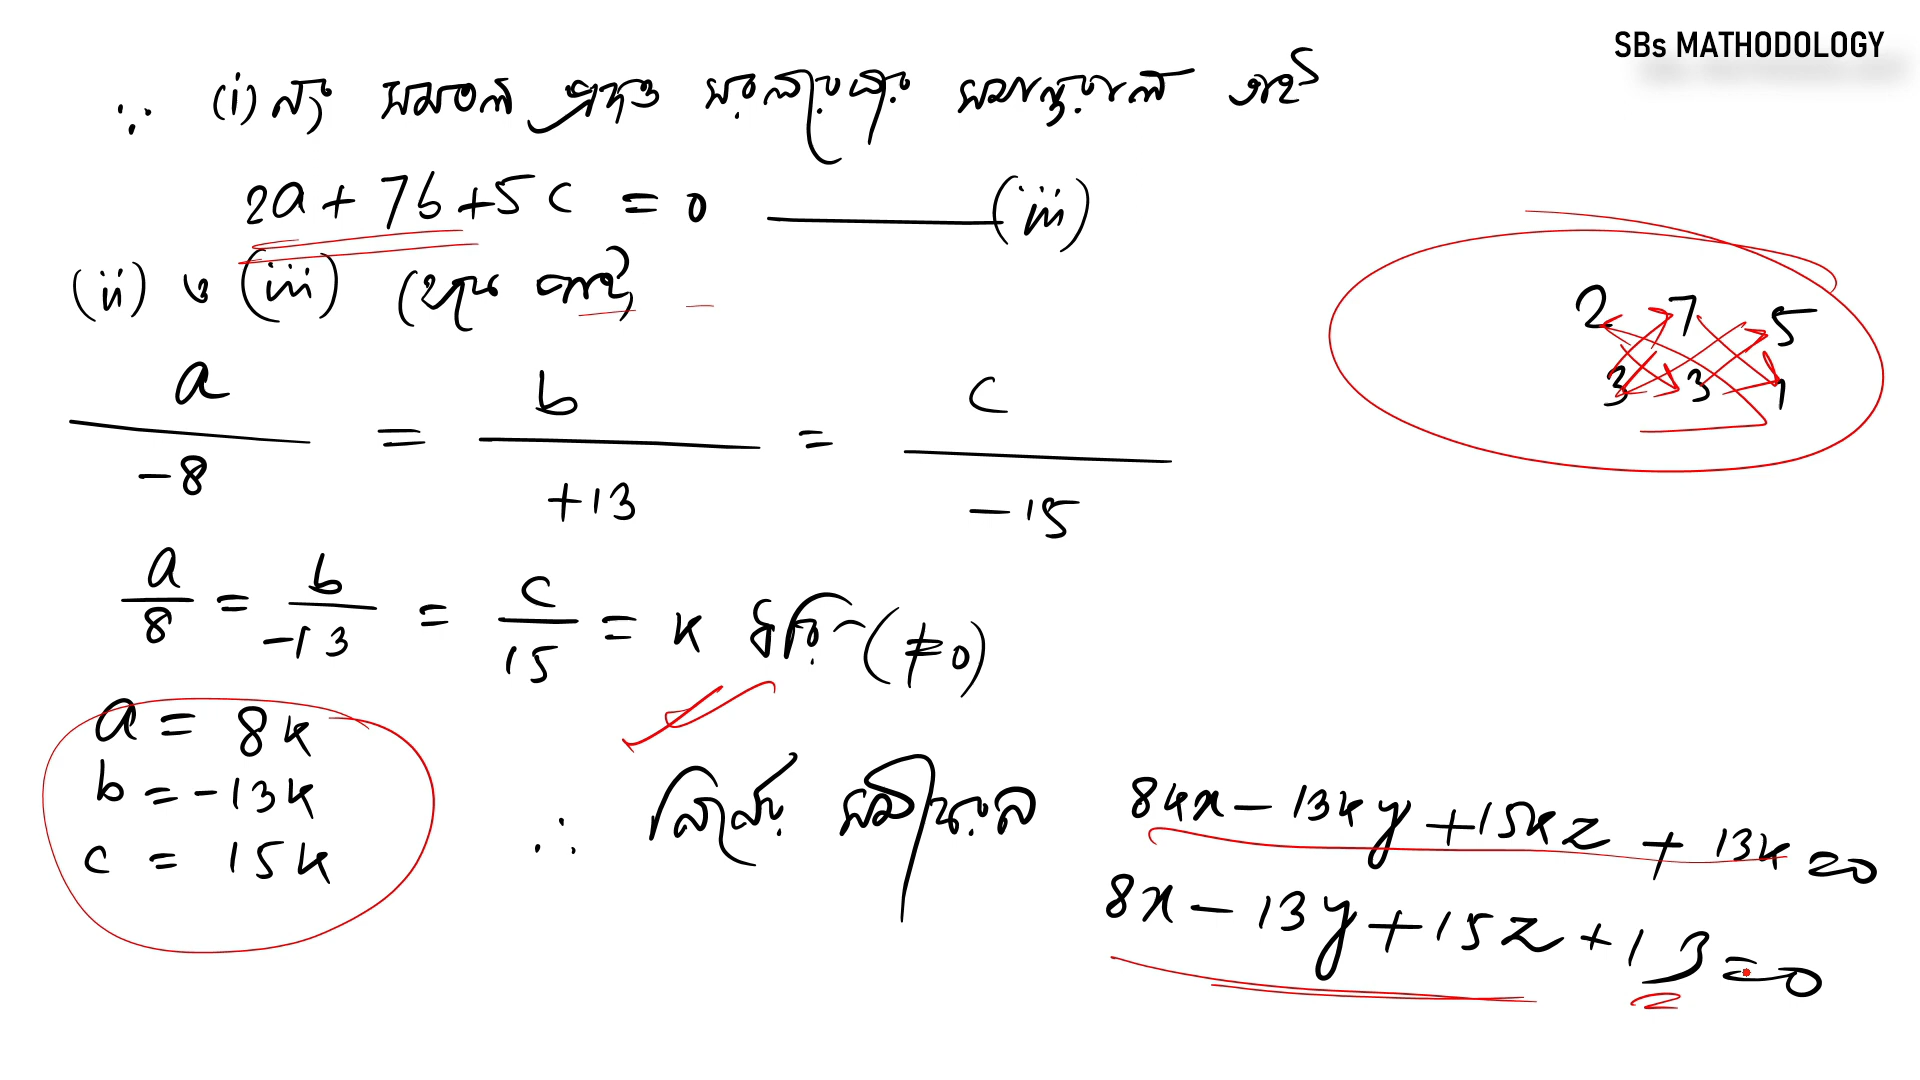 SBs MATHODOLOGY
∵ (i) নং সমতল প্রদত্ত সরলরেখার সমান্তরাল তাই
2a + 7b + 5c = 0 ——— (iii)
(ii) ও (iii) থেকে পাই
a/-8 = b/+13 = c/-15
2 7 5
3 3 1
a/8 = b/-13 = c/15 = k ধরি (≠0)
a = 8k
b = -13k
c = 15k
∴ নির্ণেয় সমীকরণ 8kx - 13ky + 15kz + 13k = 0
8x - 13y + 15z + 13 = 0